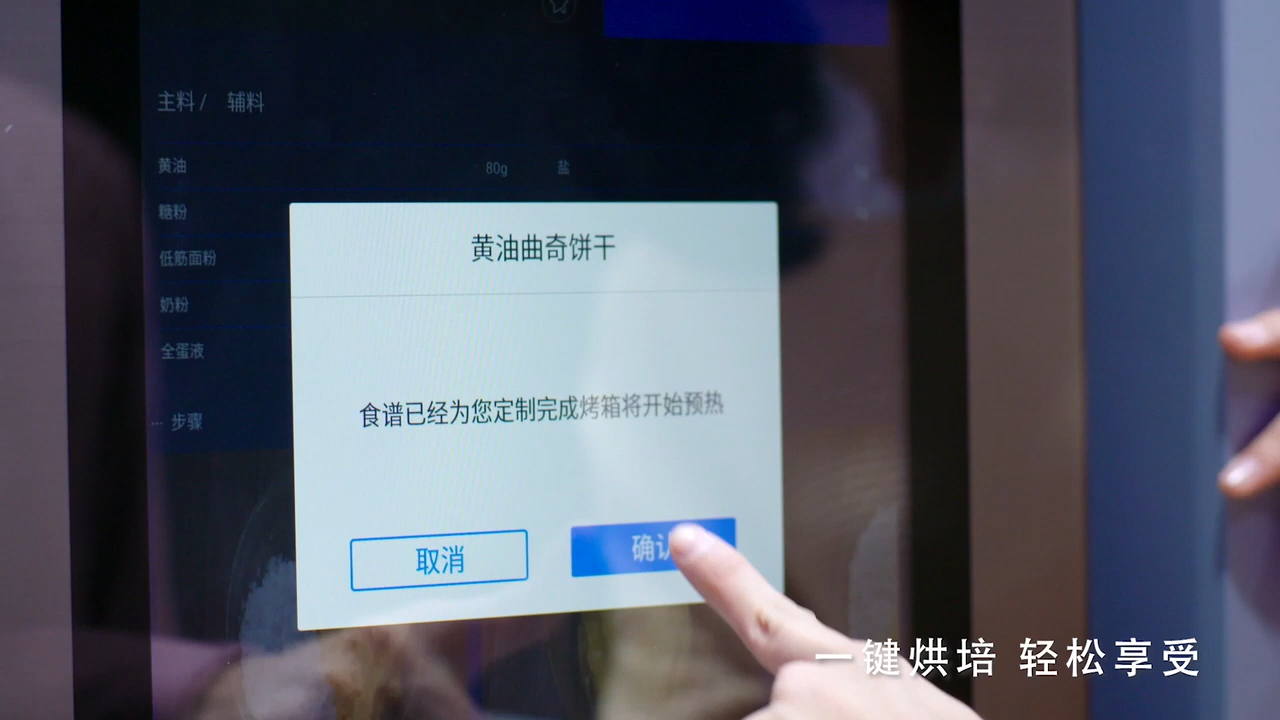 主料/ 辅料
黄油 80g 盐
糖粉
低筋面粉
奶粉
全蛋液
··· 步骤
黄油曲奇饼干
食谱已经为您定制完成烤箱将开始预热
取消 确认
一键烘培 轻松享受